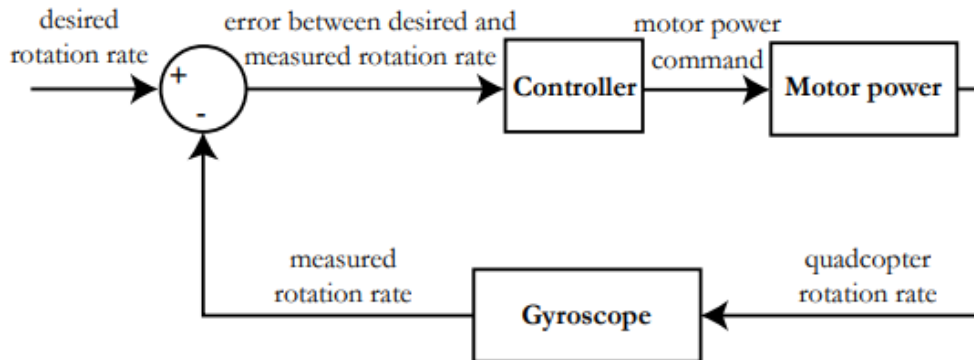 desired
rotation rate
error between desired and
measured rotation rate
motor power
command
+
-
Controller
Motor power
measured
rotation rate
Gyroscope
quadcopter
rotation rate